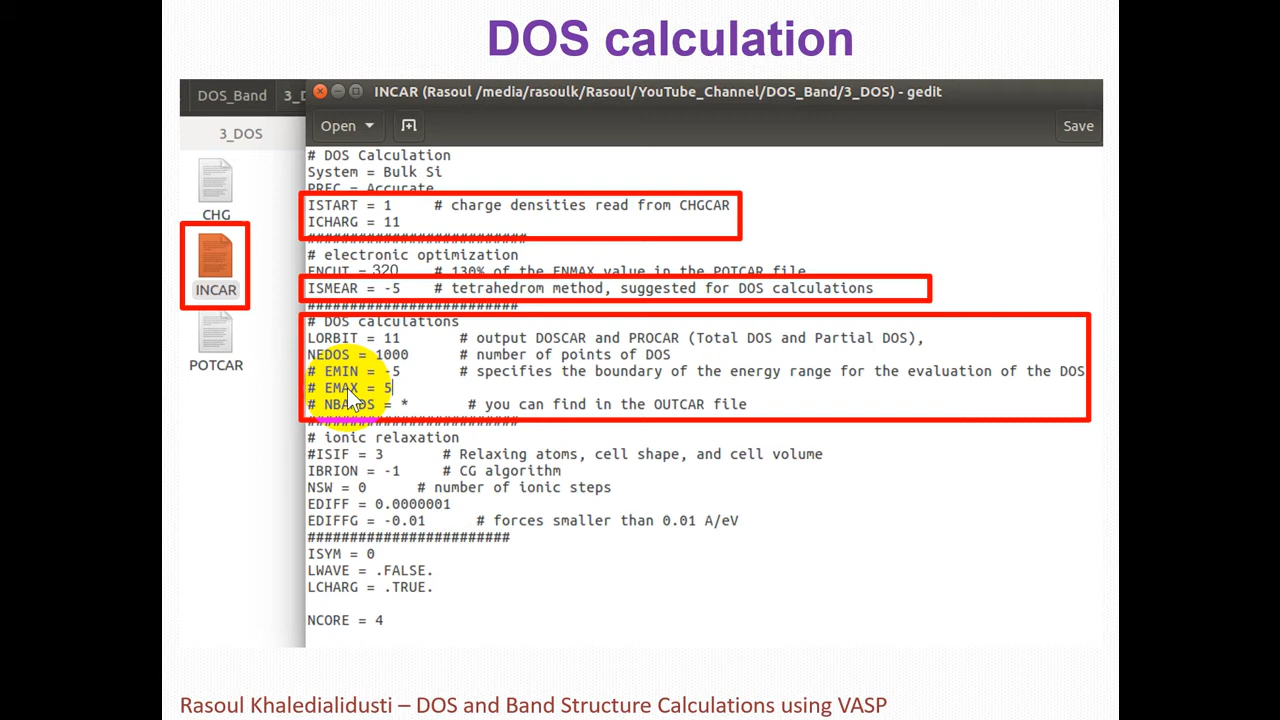 DOS calculation
DOS_Band
3_D
INCAR (Rasoul /media/rasoulk/Rasoul/YouTube_Channel/DOS_Band/3_DOS) - gedit
Open
Save
3_DOS
CHG
INCAR
POTCAR
# DOS Calculation
System = Bulk Si
PREC = Accurate
ISTART = 1 # charge densities read from CHGCAR
ICHARG = 11
##########################
# electronic optimization
ENCUT = 320 # 130% of the ENMAX value in the POTCAR file
ISMEAR = -5 # tetrahedrom method, suggested for DOS calculations
#########################
# DOS calculations
LORBIT = 11 # output DOSCAR and PROCAR (Total DOS and Partial DOS),
NEDOS = 1000 # number of points of DOS
# EMIN = -5 # specifies the boundary of the energy range for the evaluation of the DOS
# EMAX = 5
# NBANDS = * # you can find in the OUTCAR file
#########################
# ionic relaxation
#ISIF = 3 # Relaxing atoms, cell shape, and cell volume
IBRION = -1 # CG algorithm
NSW = 0 # number of ionic steps
EDIFF = 0.0000001
EDIFFG = -0.01 # forces smaller than 0.01 A/eV
########################
ISYM = 0
LWAVE = .FALSE.
LCHARG = .TRUE.
NCORE = 4
Rasoul Khaledialidusti – DOS and Band Structure Calculations using VASP